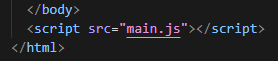 </body>
<script src="main.js"></script>
</html>